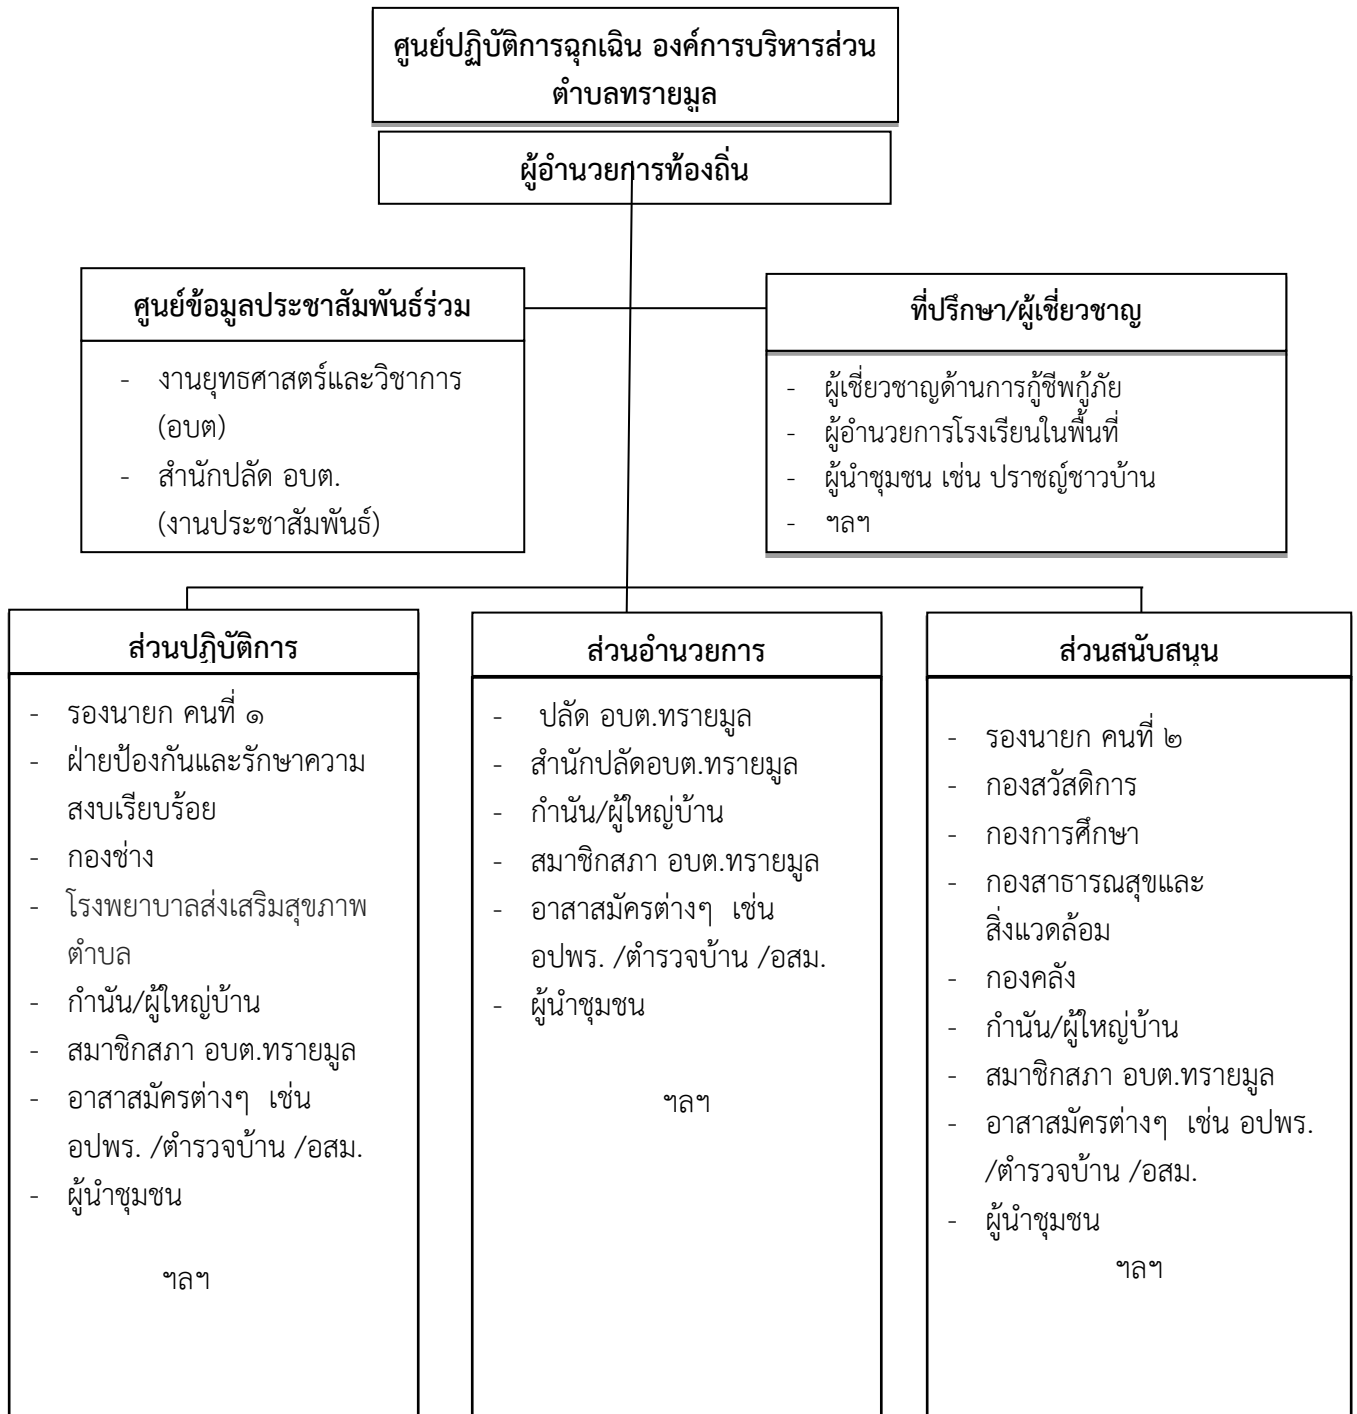 ศูนย์ปฏิบัติการฉุกเฉิน องค์การบริหารส่วน
ตำบลทรายมูล
ผู้อำนวยการท้องถิ่น
ศูนย์ข้อมูลประชาสัมพันธ์ร่วม
- งานยุทธศาสตร์และวิชาการ
(อบต)
- สำนักปลัด อบต.
(งานประชาสัมพันธ์)
ที่ปรึกษา/ผู้เชี่ยวชาญ
- ผู้เชี่ยวชาญด้านการกู้ชีพกู้ภัย
- ผู้อำนวยการโรงเรียนในพื้นที่
- ผู้นำชุมชน เช่น ปราชญ์ชาวบ้าน
- ฯลฯ
ส่วนปฏิบัติการ
- รองนายก คนที่ ๑
- ฝ่ายป้องกันและรักษาความ
สงบเรียบร้อย
- กองช่าง
- โรงพยาบาลส่งเสริมสุขภาพ
ตำบล
- กำนัน/ผู้ใหญ่บ้าน
- สมาชิกสภา อบต.ทรายมูล
- อาสาสมัครต่างๆ เช่น
อปพร. /ตำรวจบ้าน /อสม.
- ผู้นำชุมชน
ฯลฯ
ส่วนอำนวยการ
- ปลัด อบต.ทรายมูล
- สำนักปลัดอบต.ทรายมูล
- กำนัน/ผู้ใหญ่บ้าน
- สมาชิกสภา อบต.ทรายมูล
- อาสาสมัครต่างๆ เช่น
อปพร. /ตำรวจบ้าน /อสม.
- ผู้นำชุมชน
ฯลฯ
ส่วนสนับสนุน
- รองนายก คนที่ ๒
- กองสวัสดิการ
- กองการศึกษา
- กองสาธารณสุขและ
สิ่งแวดล้อม
- กองคลัง
- กำนัน/ผู้ใหญ่บ้าน
- สมาชิกสภา อบต.ทรายมูล
- อาสาสมัครต่างๆ เช่น อปพร.
/ตำรวจบ้าน /อสม.
- ผู้นำชุมชน
ฯลฯ